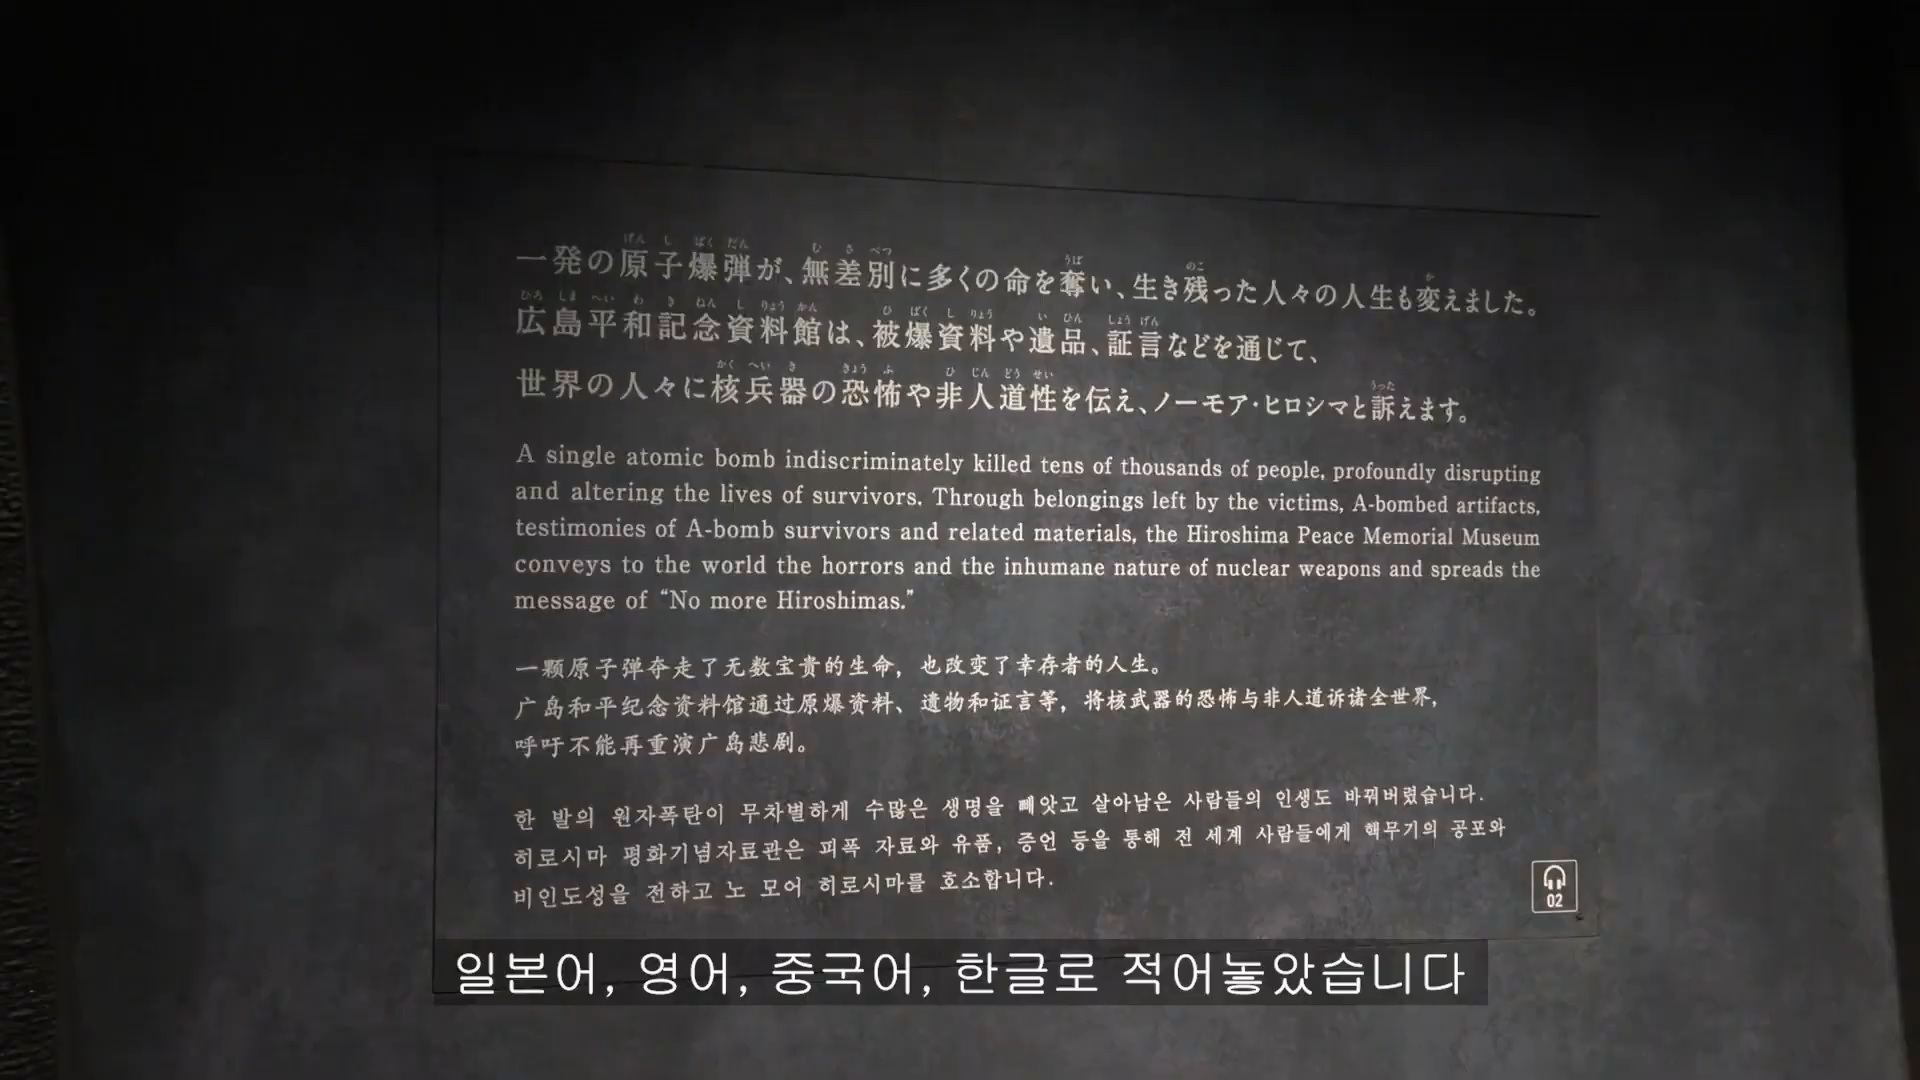 一発の原子爆弾が、無差別に多くの命を奪い、生き残った人々の人生も変えました。
広島平和記念資料館は、被爆資料や遺品、証言などを通じて、
世界の人々に核兵器の恐怖や非人道性を伝え、ノーモア・ヒロシマと訴えます。
A single atomic bomb indiscriminately killed tens of thousands of people, profoundly disrupting
and altering the lives of survivors. Through belongings left by the victims, A-bombed artifacts,
testimonies of A-bomb survivors and related materials, the Hiroshima Peace Memorial Museum
conveys to the world the horrors and the inhumane nature of nuclear weapons and spreads the
message of “No more Hiroshimas.”
一颗原子弹夺走了无数宝贵的生命，也改变了幸存者的人生。
广岛和平纪念资料馆通过原爆资料、遗物和证言等，将核武器的恐怖与非人道诉诸全世界，
呼吁不能再重演广岛悲剧。
한 발의 원자폭탄이 무차별하게 수많은 생명을 빼앗고 살아남은 사람들의 인생도 바꿔버렸습니다.
히로시마 평화기념자료관은 피폭 자료와 유품, 증언 등을 통해 전 세계 사람들에게 핵무기의 공포와
비인도성을 전하고 노 모어 히로시마를 호소합니다.
02
일본어, 영어, 중국어, 한글로 적어놓았습니다